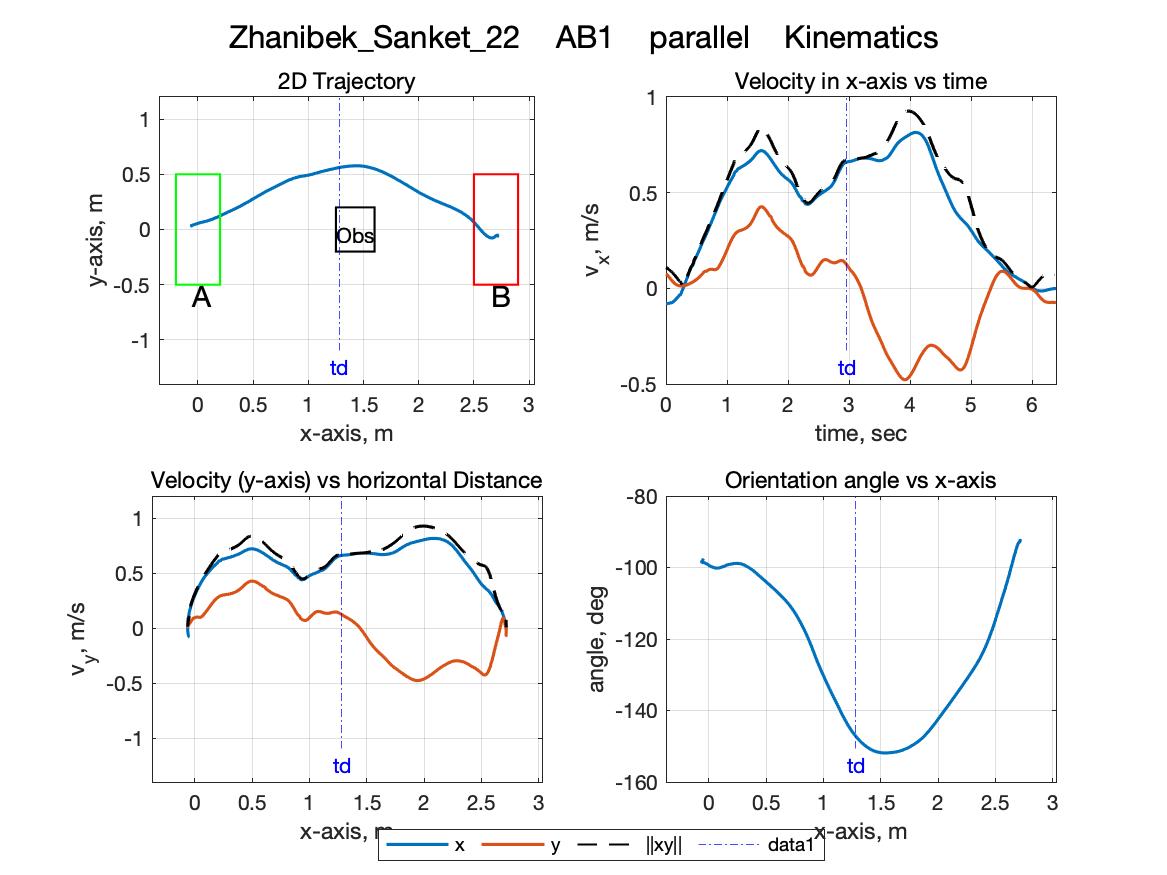 Zhanibek_Sanket_22 AB1 parallel Kinematics
2D Trajectory
1
0.5
0
-0.5
-1
y-axis, m
A
Obs
B
td
0 0.5 1 1.5 2 2.5 3
x-axis, m
Velocity in x-axis vs time
1
0.5
0
-0.5
vx, m/s
td
0 1 2 3 4 5 6
time, sec
Velocity (y-axis) vs horizontal Distance
1
0.5
0
-0.5
-1
vy, m/s
td
0 0.5 1 1.5 2 2.5 3
x-axis, m
Orientation angle vs x-axis
-80
-100
-120
-140
-160
angle, deg
td
0 0.5 1 1.5 2 2.5 3
x-axis, m
x y ||xy|| data1